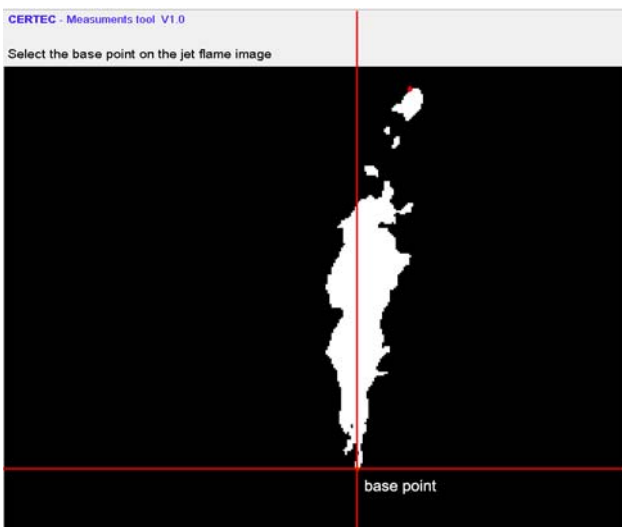 CERTEC - Measuments tool V1.0
Select the base point on the jet flame image
base point